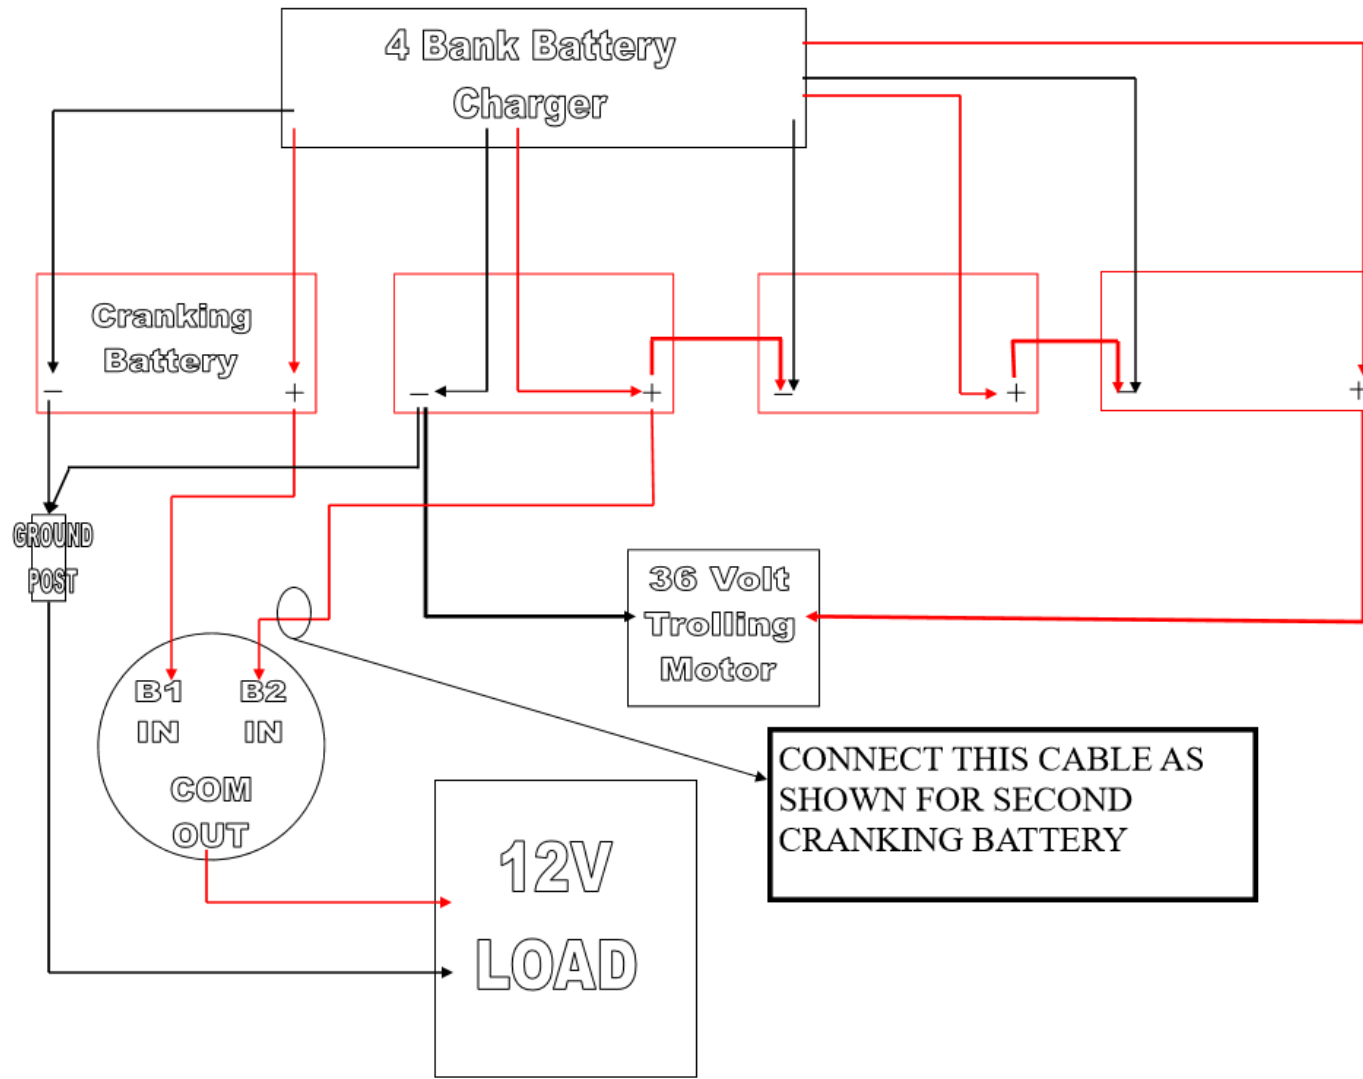 4 Bank Battery
Charger
Cranking
Battery
− +
− +
− +
− +
GROUND
POST
36 Volt
Trolling
Motor
B1
IN
B2
IN
COM
OUT
CONNECT THIS CABLE AS
SHOWN FOR SECOND
CRANKING BATTERY
12V
LOAD